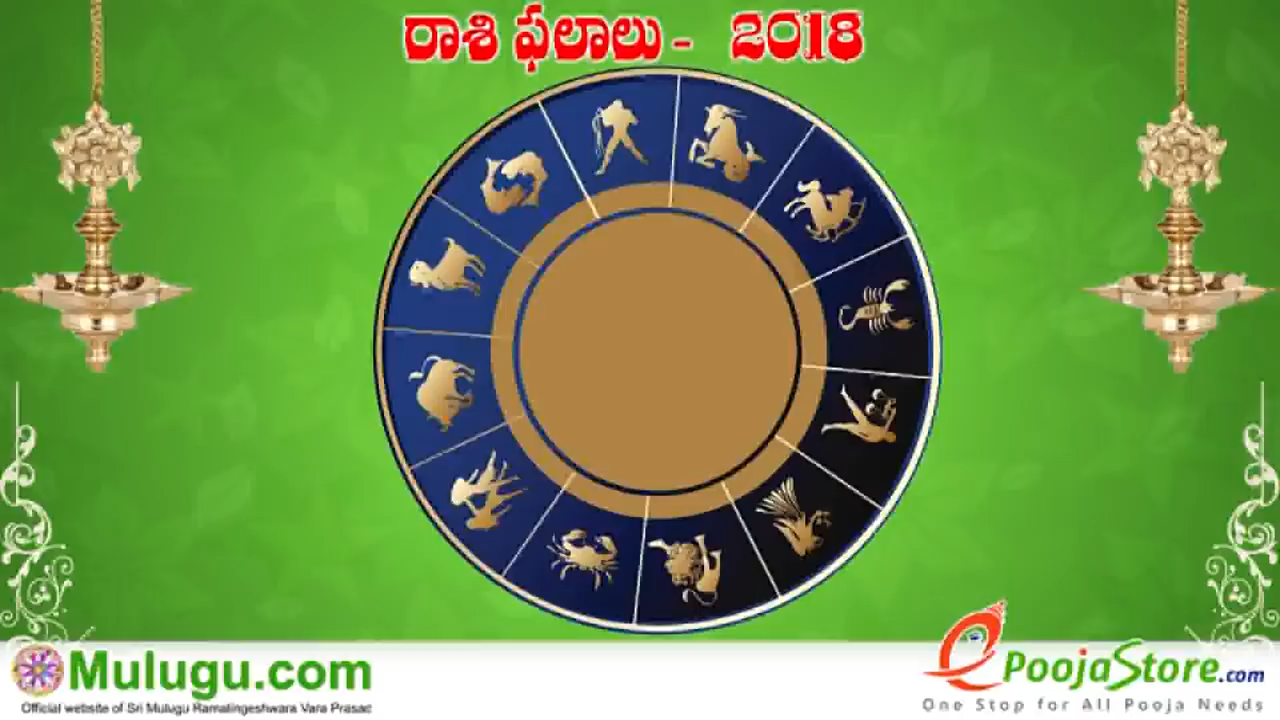 రాశి ఫలాలు - 2018
Mulugu.com
Official website of Sri Mulugu Ramalingeshwara Vara Prasac
ePoojaStore.com
One Stop for All Pooja Needs